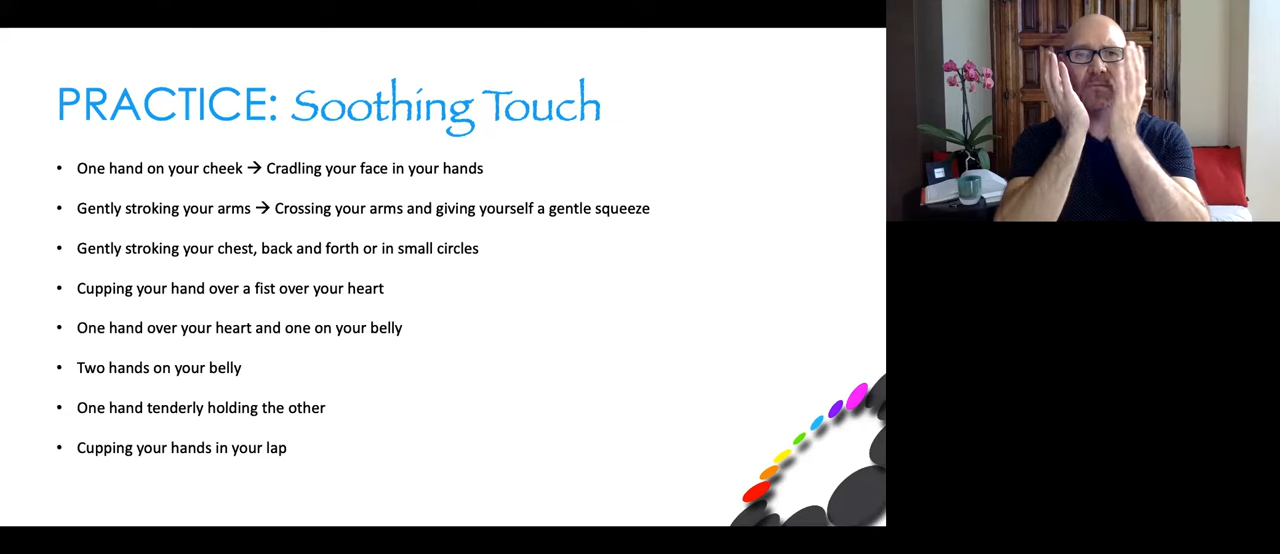 PRACTICE: Soothing Touch
• One hand on your cheek → Cradling your face in your hands
• Gently stroking your arms → Crossing your arms and giving yourself a gentle squeeze
• Gently stroking your chest, back and forth or in small circles
• Cupping your hand over a fist over your heart
• One hand over your heart and one on your belly
• Two hands on your belly
• One hand tenderly holding the other
• Cupping your hands in your lap